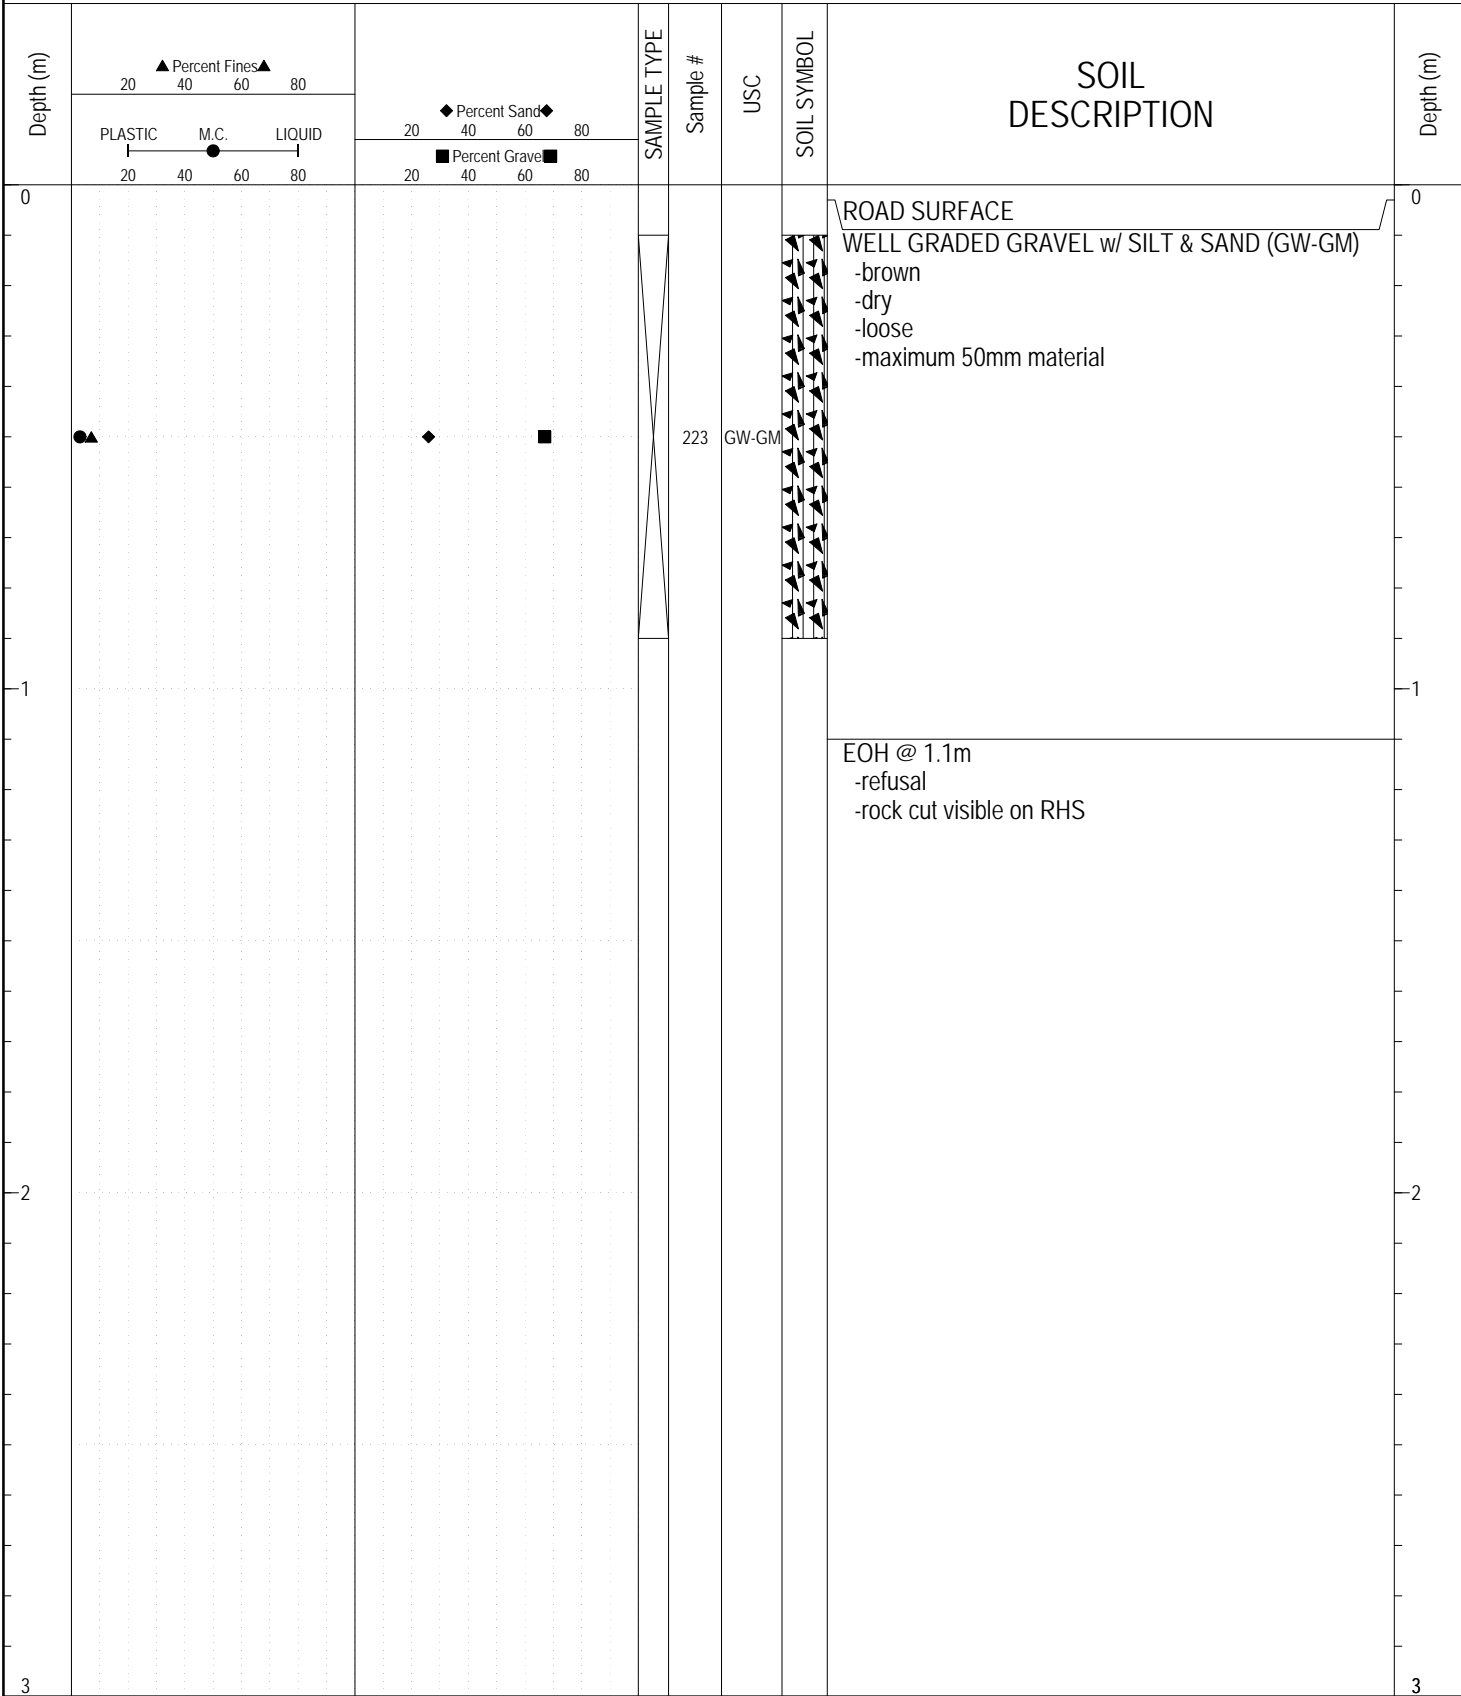 Depth (m)
▲ Percent Fines▲
20 40 60 80
PLASTIC M.C. LIQUID
20 40 60 80
◆ Percent Sand◆
20 40 60 80
■ Percent Gravel■
20 40 60 80
SAMPLE TYPE
Sample #
USC
SOIL SYMBOL
SOIL
DESCRIPTION
Depth (m)
0 0
ROAD SURFACE
WELL GRADED GRAVEL w/ SILT & SAND (GW-GM)
-brown
-dry
-loose
-maximum 50mm material
223 GW-GM
1 1
EOH @ 1.1m
-refusal
-rock cut visible on RHS
2 2
3 3